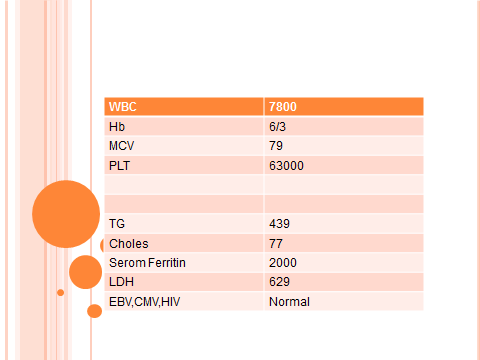 WBC 7800
Hb 6/3
MCV 79
PLT 63000
TG 439
Choles 77
Serom Ferritin 2000
LDH 629
EBV,CMV,HIV Normal